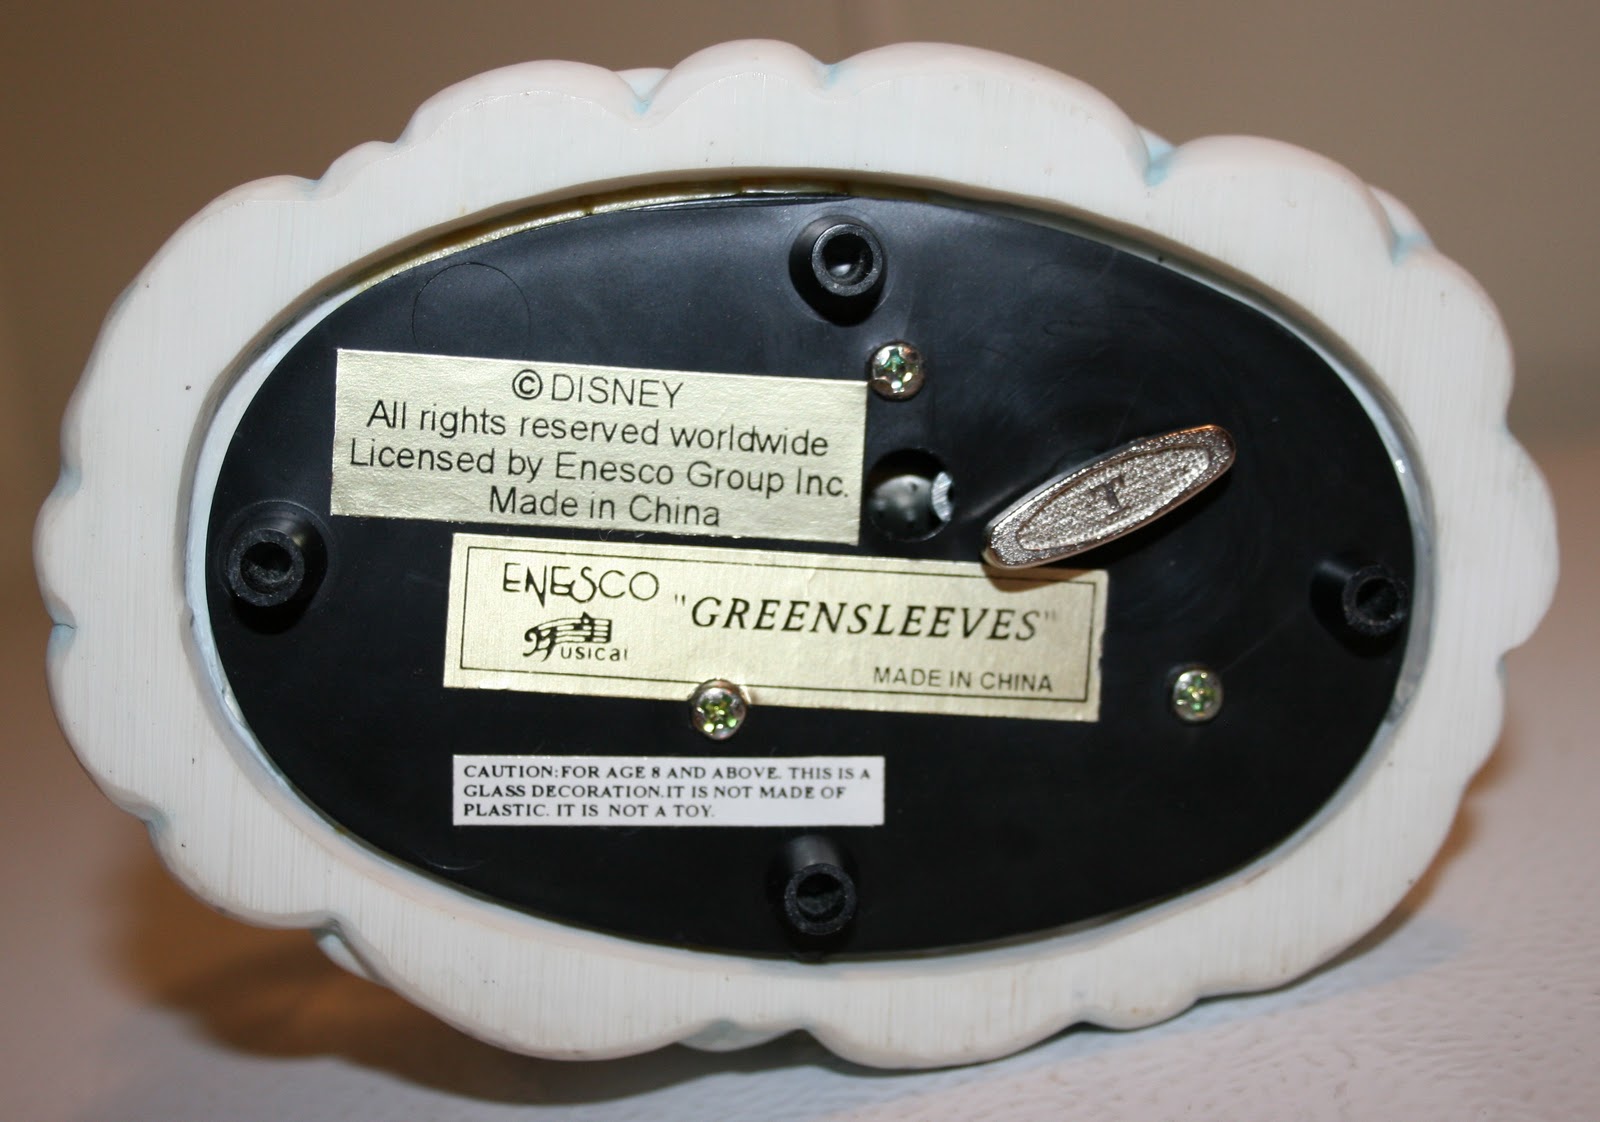 © DISNEY
All rights reserved worldwide
Licensed by Enesco Group Inc.
Made in China
T
ENESCO
Musical
"GREENSLEEVES"
MADE IN CHINA
CAUTION: FOR AGE 8 AND ABOVE. THIS IS A
GLASS DECORATION. IT IS NOT MADE OF
PLASTIC. IT IS NOT A TOY.